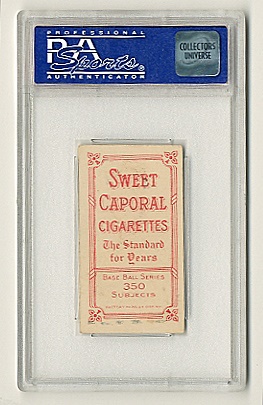 PROFESSIONAL
PSA
Sports
AUTHENTICATOR
COLLECTORS
UNIVERSE
SWEET
CAPORAL
CIGARETTES
The Standard
for Years
BASE BALL SERIES
350
SUBJECTS